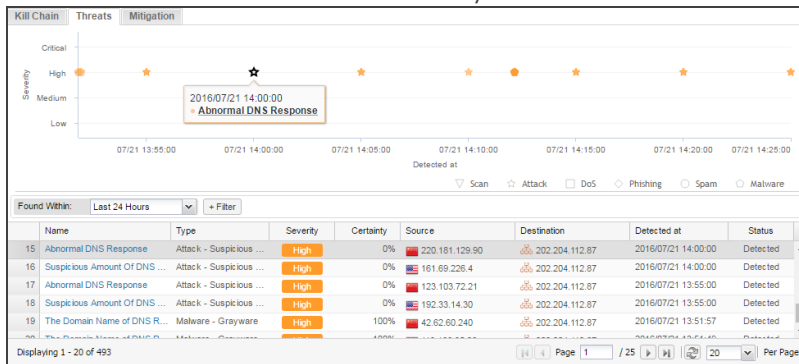 Kill Chain Threats Mitigation
Critical
High
Medium
Low
Severity
2016/07/21 14:00:00
Abnormal DNS Response
07/21 13:55:00 07/21 14:00:00 07/21 14:05:00 07/21 14:10:00 07/21 14:15:00 07/21 14:20:00 07/21 14:25:00
Detected at
Scan Attack DoS Phishing Spam Malware
Found Within: Last 24 Hours + Filter
Name Type Severity Certainty Source Destination Detected at Status
15 Abnormal DNS Response Attack - Suspicious ... High 0% 220.181.129.90 202.204.112.87 2016/07/21 14:00:00 Detected
16 Suspicious Amount Of DNS ... Attack - Suspicious ... High 0% 161.69.226.4 202.204.112.87 2016/07/21 14:00:00 Detected
17 Abnormal DNS Response Attack - Suspicious ... High 0% 123.103.72.21 202.204.112.87 2016/07/21 13:55:00 Detected
18 Suspicious Amount Of DNS ... Attack - Suspicious ... High 0% 192.33.14.30 202.204.112.87 2016/07/21 13:55:00 Detected
19 The Domain Name of DNS R... Malware - Grayware High 100% 42.62.60.240 202.204.112.87 2016/07/21 13:51:57 Detected
Displaying 1 - 20 of 493 Page 1 / 25 20 Per Page